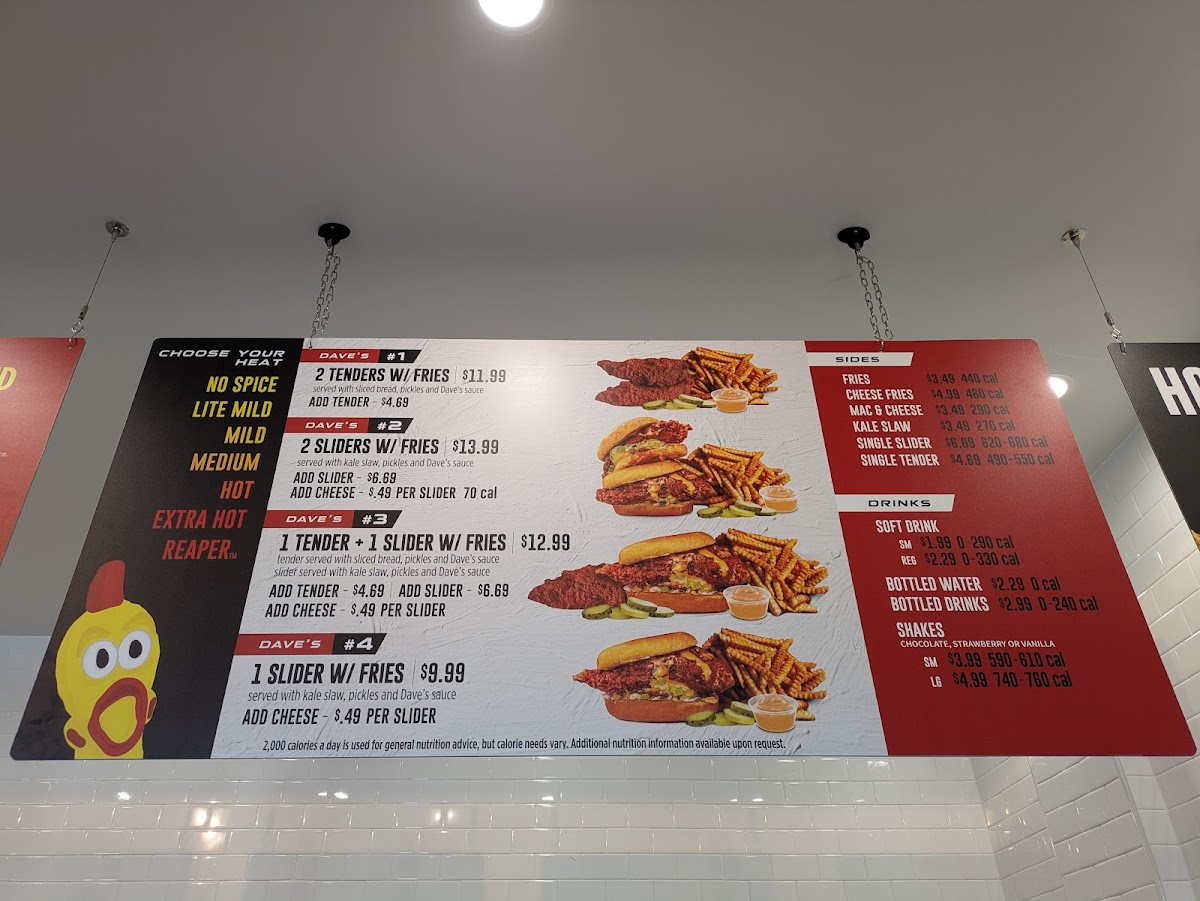 CHOOSE YOUR
HEAT
NO SPICE
LITE MILD
MILD
MEDIUM
HOT
EXTRA HOT
REAPER™
DAVE'S #1
2 TENDERS W/ FRIES $11.99
served with sliced bread, pickles and Dave's sauce
ADD TENDER - $4.69
DAVE'S #2
2 SLIDERS W/ FRIES $13.99
served with kale slaw, pickles and Dave's sauce
ADD SLIDER - $6.69
ADD CHEESE - $.49 PER SLIDER 70 cal
DAVE'S #3
1 TENDER + 1 SLIDER W/ FRIES $12.99
tender served with sliced bread, pickles and Dave's sauce
slider served with kale slaw, pickles and Dave's sauce
ADD TENDER - $4.69 ADD SLIDER - $6.69
ADD CHEESE - $.49 PER SLIDER
DAVE'S #4
1 SLIDER W/ FRIES $9.99
served with kale slaw, pickles and Dave's sauce
ADD CHEESE - $.49 PER SLIDER
2,000 calories a day is used for general nutrition advice, but calorie needs vary. Additional nutrition information available upon request.
SIDES
FRIES $3.49 440 cal
CHEESE FRIES $4.99 460 cal
MAC & CHEESE $3.49 290 cal
KALE SLAW $3.49 270 cal
SINGLE SLIDER $6.69 620-680 cal
SINGLE TENDER $4.69 490-550 cal
DRINKS
SOFT DRINK
SM $1.99 0-290 cal
REG $2.29 0-330 cal
BOTTLED WATER $2.29 0 cal
BOTTLED DRINKS $2.99 0-240 cal
SHAKES
CHOCOLATE, STRAWBERRY OR VANILLA
SM $3.99 590-610 cal
LG $4.99 740-760 cal